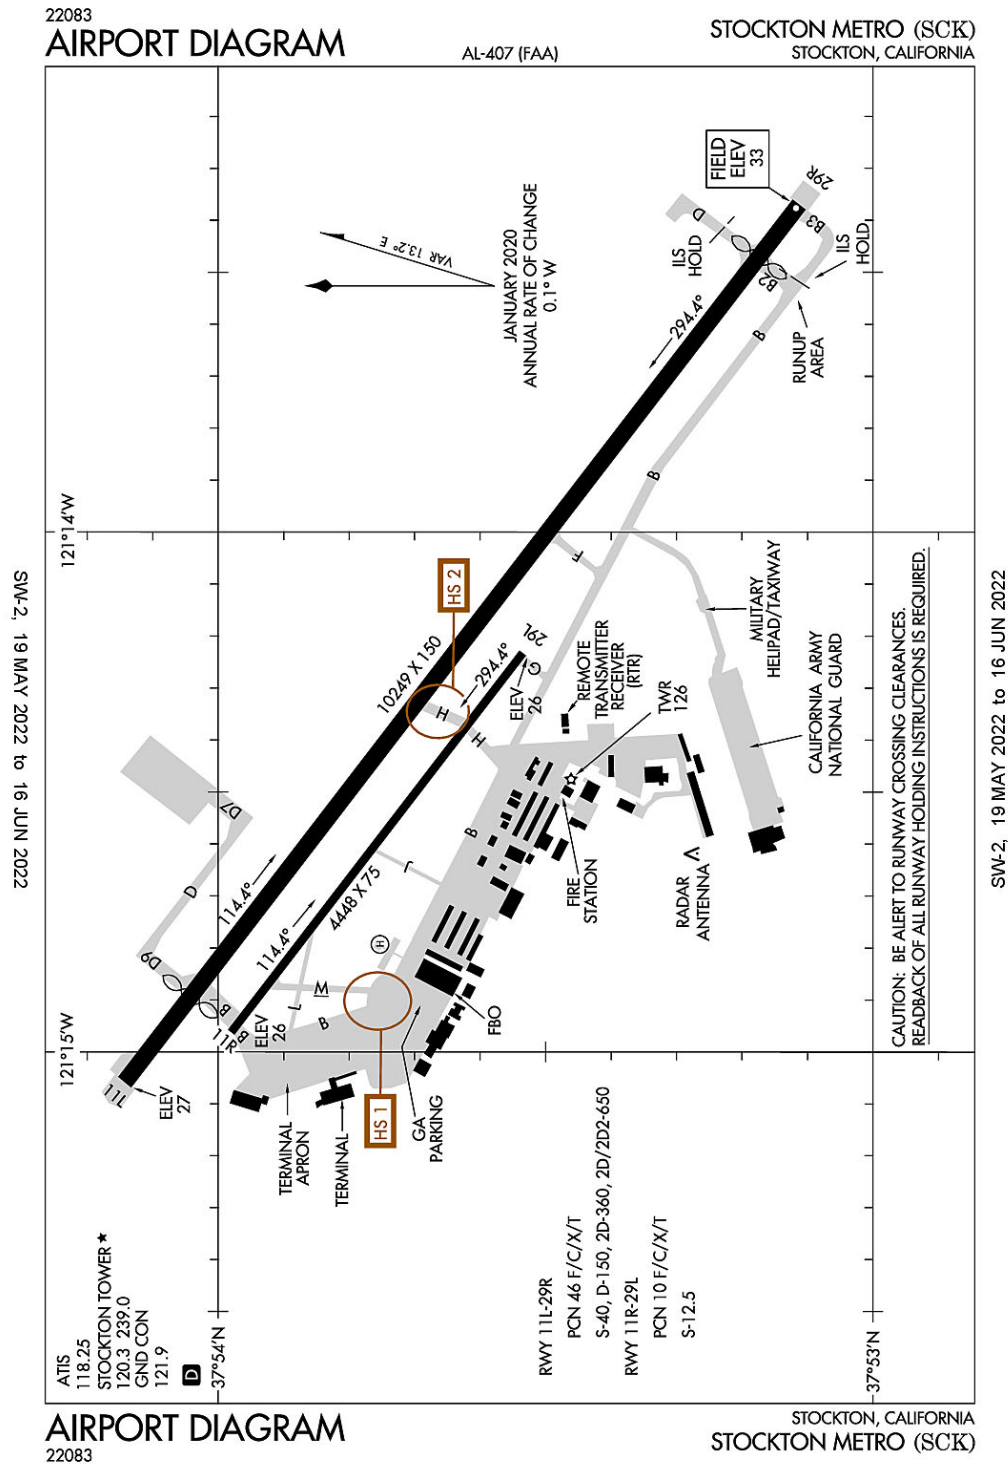 22083
AIRPORT DIAGRAM
AL-407 (FAA)
STOCKTON METRO (SCK)
STOCKTON, CALIFORNIA
FIELD
ELEV
33
29R
D
ILS
HOLD
B3
ILS
HOLD
B2
RUNUP
AREA
B
294.4°
VAR 13.2° E
JANUARY 2020
ANNUAL RATE OF CHANGE
0.1° W
B
121°14'W
F
HS 2
10249 X 150
29L
294.4°
G
ELEV
26
H
H
REMOTE
TRANSMITTER
RECEIVER
(RTR)
TWR
126
MILITARY
HELIPAD/TAXIWAY
CALIFORNIA ARMY
NATIONAL GUARD
D7
B
J
D
114.4°
4448 X 75
114.4°
FIRE
STATION
RADAR
ANTENNA
H
D9
B
M
L
B
B
11R
ELEV
26
FBO
121°15'W
11L
ELEV
27
HS 1
GA
PARKING
TERMINAL
APRON
TERMINAL
CAUTION: BE ALERT TO RUNWAY CROSSING CLEARANCES.
READBACK OF ALL RUNWAY HOLDING INSTRUCTIONS IS REQUIRED.
ATIS
118.25
STOCKTON TOWER ★
120.3 239.0
GND CON
121.9
D
37°54'N
RWY 11L-29R
PCN 46 F/C/X/T
S-40, D-150, 2D-360, 2D/2D2-650
RWY 11R-29L
PCN 10 F/C/X/T
S-12.5
37°53'N
SW-2, 19 MAY 2022 to 16 JUN 2022
SW-2, 19 MAY 2022 to 16 JUN 2022
AIRPORT DIAGRAM
22083
STOCKTON, CALIFORNIA
STOCKTON METRO (SCK)